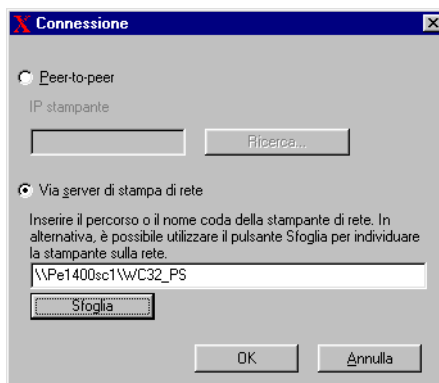 Connessione
Peer-to-peer
IP stampante
Ricerca...
Via server di stampa di rete
Inserire il percorso o il nome coda della stampante di rete. In
alternativa, è possibile utilizzare il pulsante Sfoglia per individuare
la stampante sulla rete.
\\Pe1400sc1\WC32_PS
Sfoglia
OK
Annulla